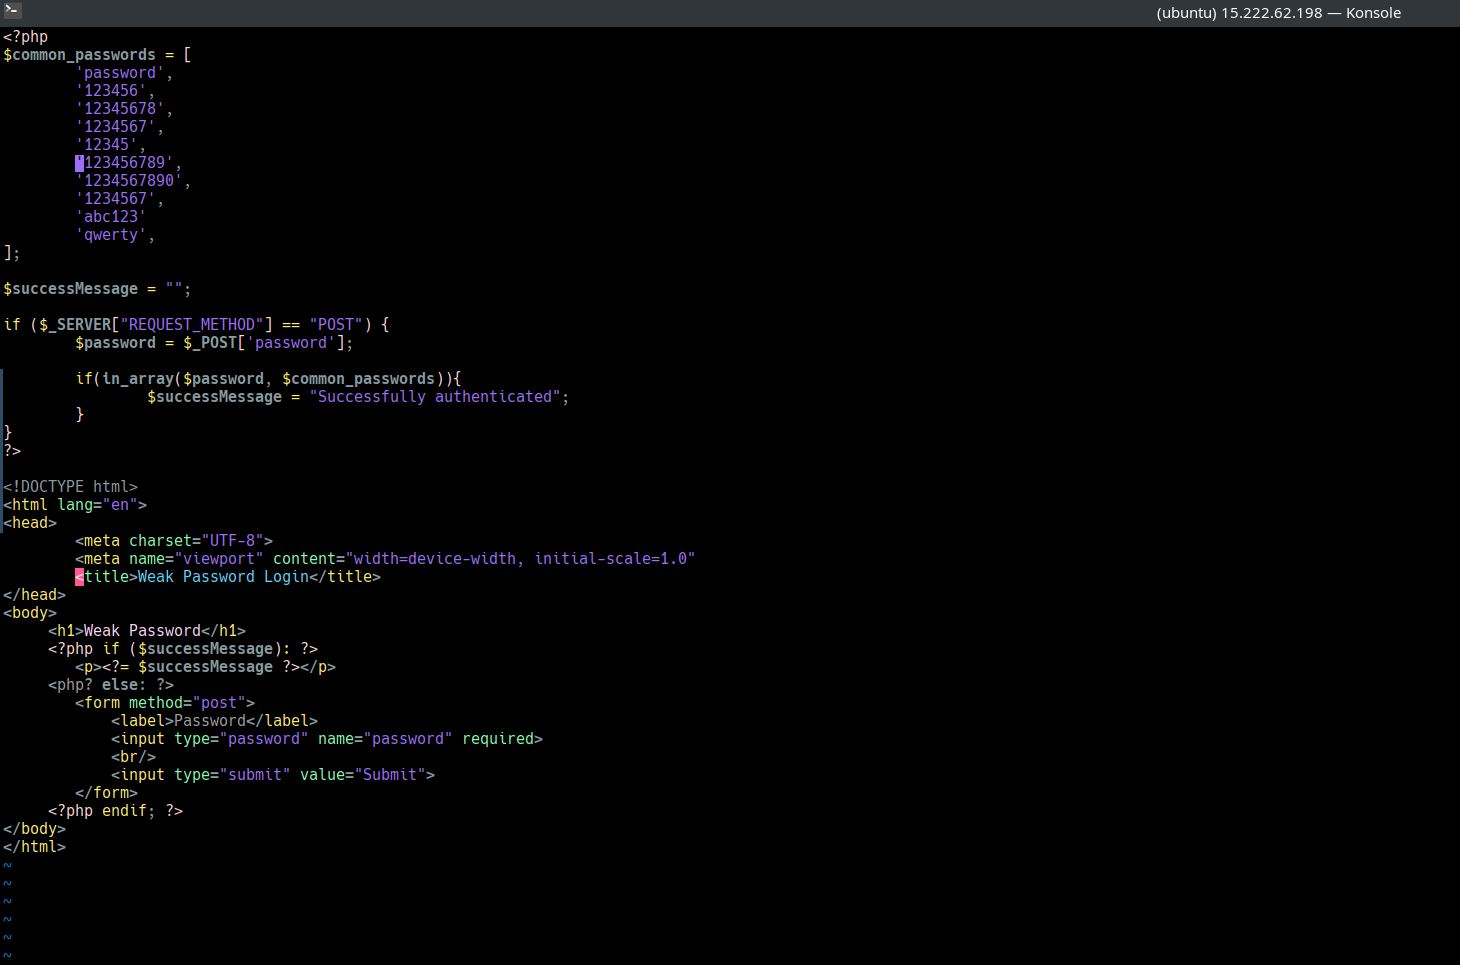 (ubuntu) 15.222.62.198 — Konsole
<?php
$common_passwords = [
        'password',
        '123456',
        '12345678',
        '1234567',
        '12345',
        '123456789',
        '1234567890',
        '1234567',
        'abc123'
        'qwerty',
];

$successMessage = "";

if ($_SERVER["REQUEST_METHOD"] == "POST") {
        $password = $_POST['password'];

        if(in_array($password, $common_passwords)){
                $successMessage = "Successfully authenticated";
        }
}
?>

<!DOCTYPE html>
<html lang="en">
<head>
        <meta charset="UTF-8">
        <meta name="viewport" content="width=device-width, initial-scale=1.0"
        <title>Weak Password Login</title>
</head>
<body>
     <h1>Weak Password</h1>
     <?php if ($successMessage): ?>
        <p><?= $successMessage ?></p>
     <php? else: ?>
        <form method="post">
            <label>Password</label>
            <input type="password" name="password" required>
            <br/>
            <input type="submit" value="Submit">
        </form>
     <?php endif; ?>
</body>
</html>
~
~
~
~
~
~